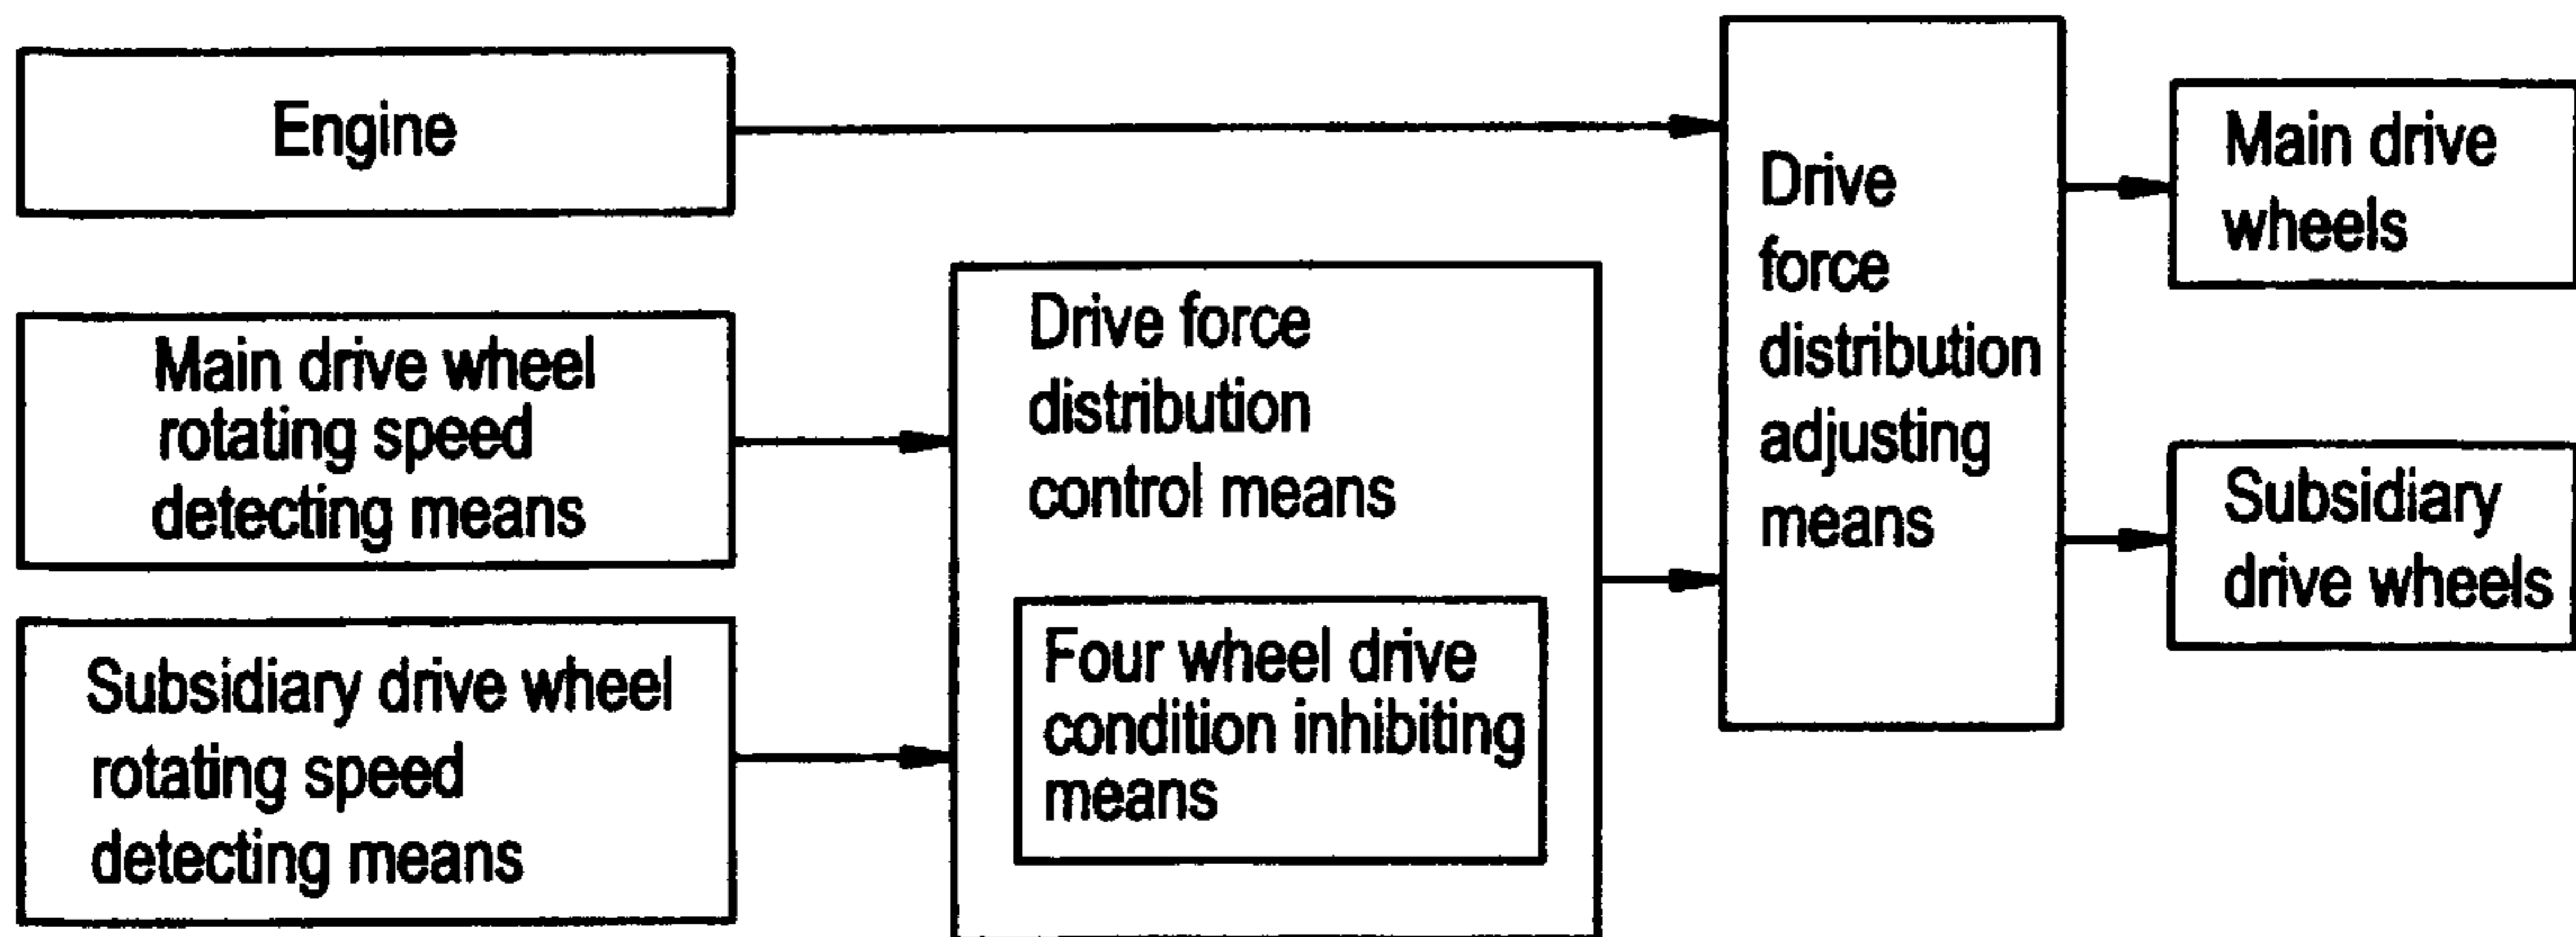 Engine
Main drive wheel
rotating speed
detecting means
Subsidiary drive wheel
rotating speed
detecting means
Drive force
distribution
control means
Four wheel drive
condition inhibiting
means
Drive
force
distribution
adjusting
means
Main drive
wheels
Subsidiary
drive wheels